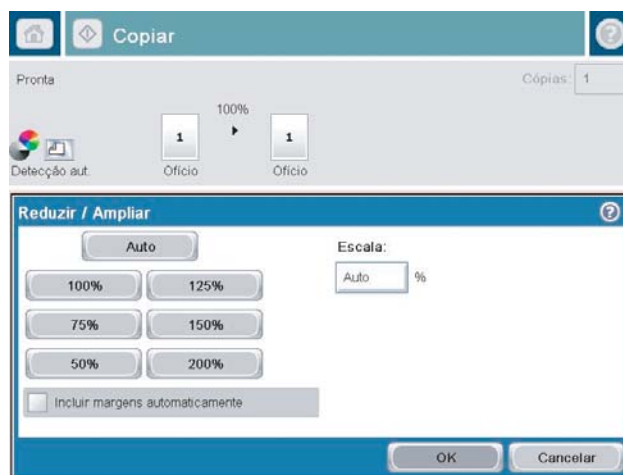 Copiar
Pronta
Cópias: 1
100%
1 1
Detecção aut. Ofício Ofício
Reduzir / Ampliar
Auto
Escala:
100% 125%
Auto %
75% 150%
50% 200%
Incluir margens automaticamente
OK Cancelar